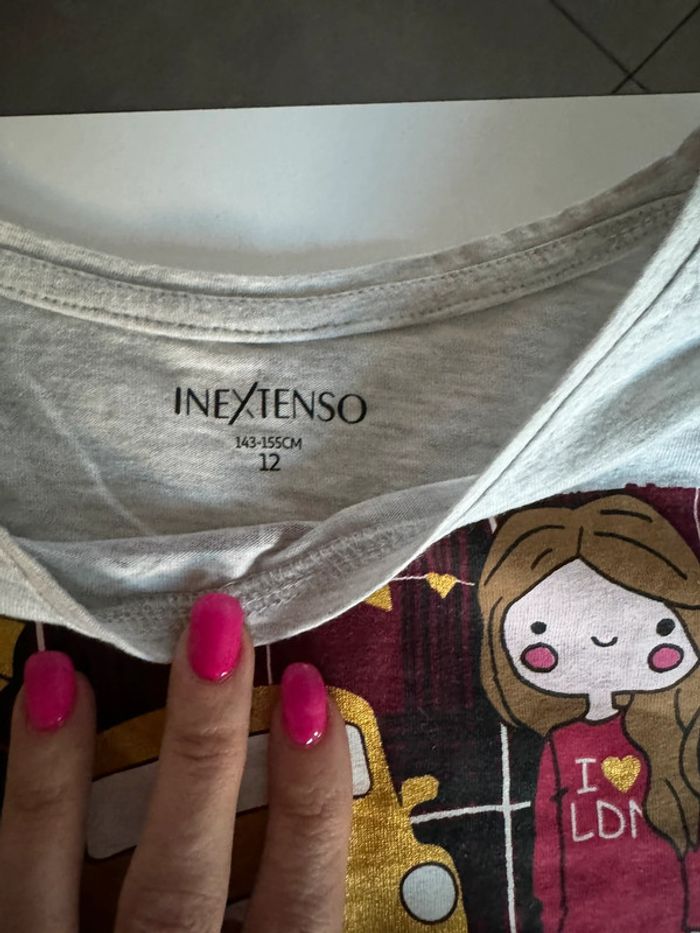 INEXTENSO
143-155CM
12
I
LDN